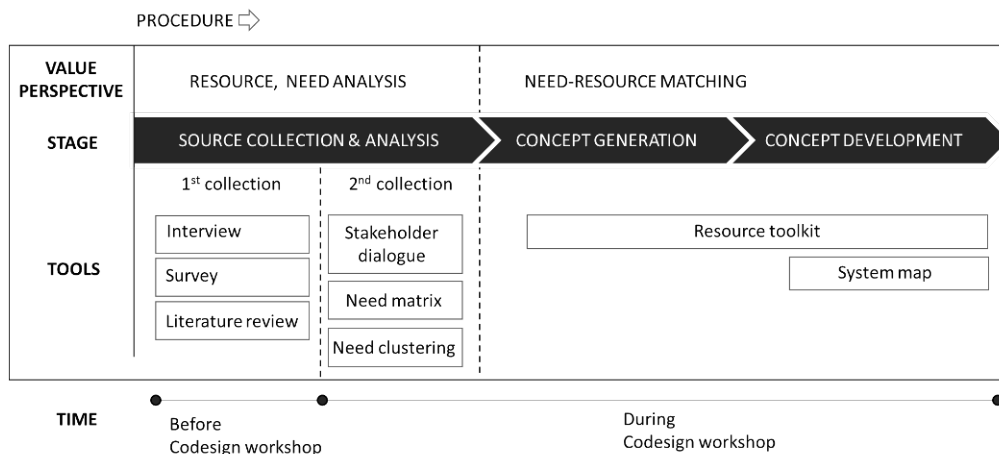 PROCEDURE
VALUE
PERSPECTIVE
RESOURCE, NEED ANALYSIS
NEED-RESOURCE MATCHING
STAGE
SOURCE COLLECTION & ANALYSIS
CONCEPT GENERATION
CONCEPT DEVELOPMENT
1st collection
2nd collection
TOOLS
Interview
Survey
Literature review
Stakeholder
dialogue
Need matrix
Need clustering
Resource toolkit
System map
TIME
Before
Codesign workshop
During
Codesign workshop